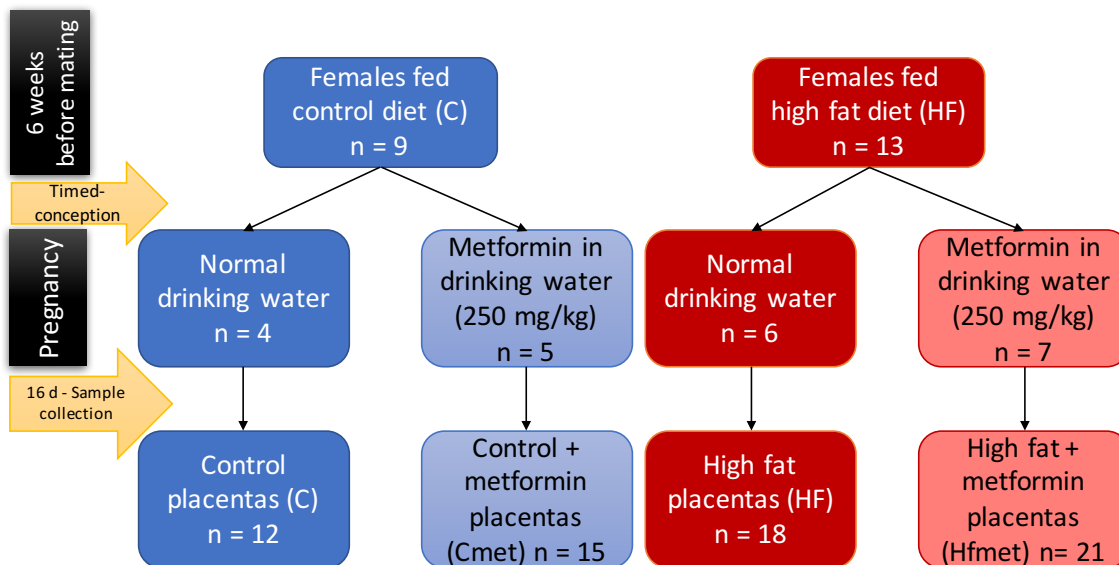 6 weeks
before mating
Females fed
control diet (C)
n = 9
Females fed
high fat diet (HF)
n = 13
Timed-
conception
Pregnancy
Normal
drinking water
n = 4
Metformin in
drinking water
(250 mg/kg)
n = 5
Normal
drinking water
n = 6
Metformin in
drinking water
(250 mg/kg)
n = 7
16 d - Sample
collection
Control
placentas (C)
n = 12
Control +
metformin
placentas
(Cmet) n = 15
High fat
placentas (HF)
n = 18
High fat +
metformin
placentas
(Hfmet) n= 21